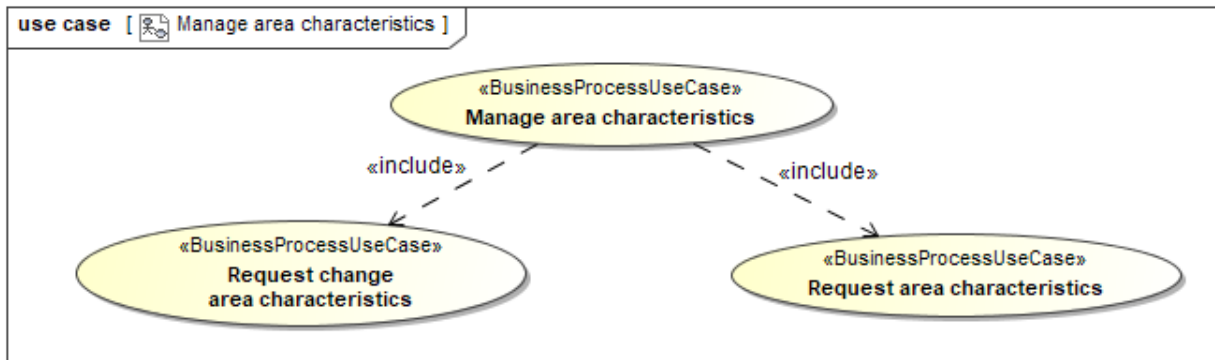 use case [ Manage area characteristics ]
«BusinessProcessUseCase»
Manage area characteristics
«include»
«include»
«BusinessProcessUseCase»
Request change
area characteristics
«BusinessProcessUseCase»
Request area characteristics